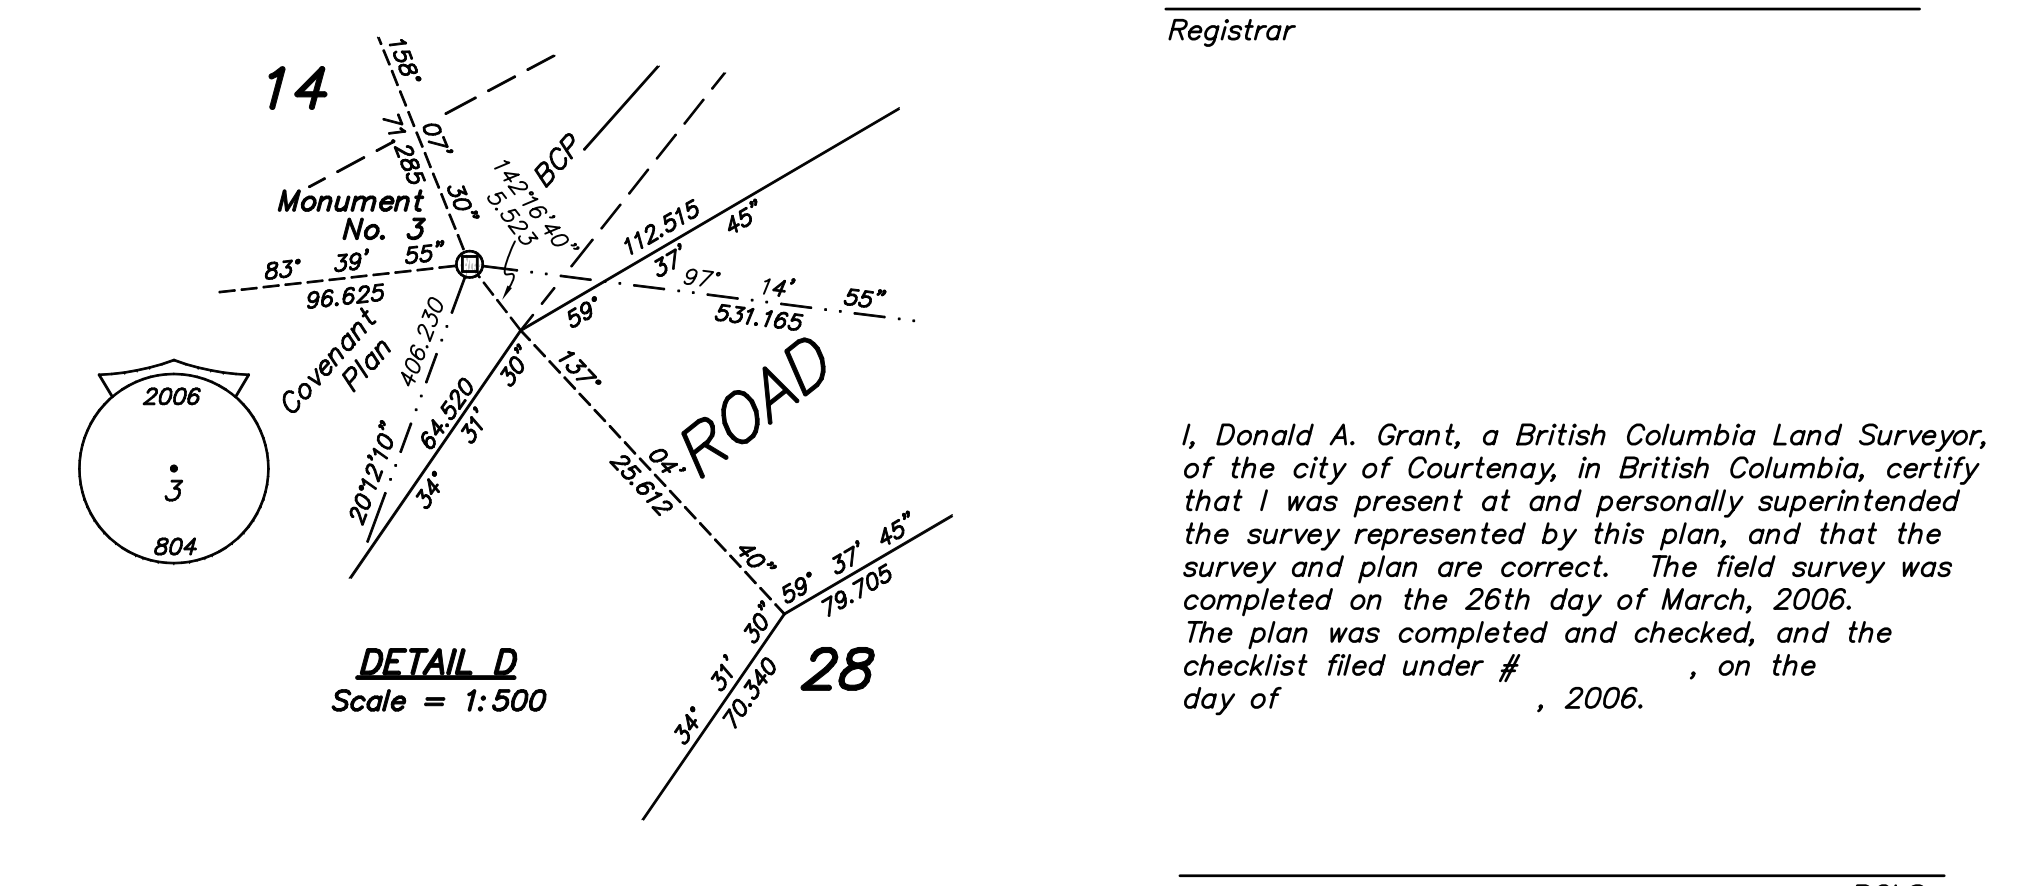 Registrar
14
158°
07'
30"
71.285
BCP
142°16'40"
5.523
Monument
No. 3
83° 39' 55"
96.625
112.515
59° 37' 45"
97° 14' 55"
531.165
Covenant
Plan
406.230
20°12'10"
64.520
34° 31' 30"
137° 04' 40"
25.612
ROAD
2006
3
804
59° 37' 45"
79.705
34° 31' 30"
70.340
28
DETAIL D
Scale = 1:500
I, Donald A. Grant, a British Columbia Land Surveyor,
of the city of Courtenay, in British Columbia, certify
that I was present at and personally superintended
the survey represented by this plan, and that the
survey and plan are correct. The field survey was
completed on the 26th day of March, 2006.
The plan was completed and checked, and the
checklist filed under # , on the
day of , 2006.